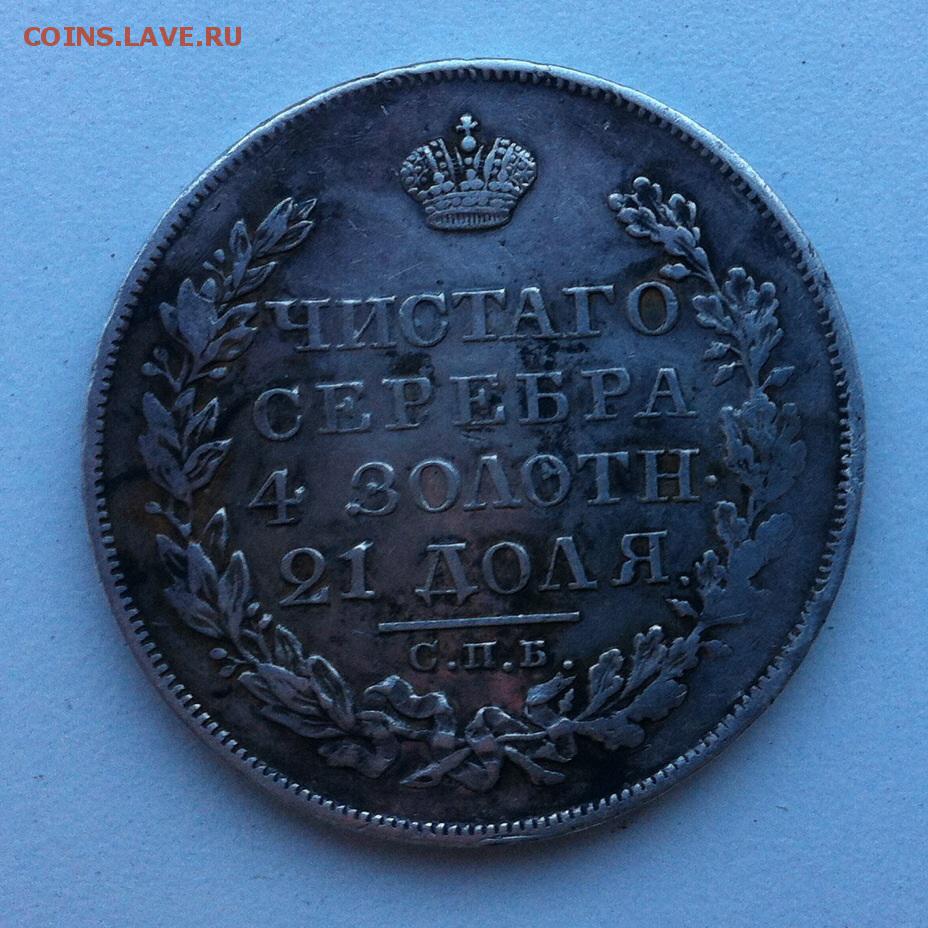 COINS.LAVE.RU
ЧИСТАГО
СЕРЕБРА
4 ЗОЛОТН.
21 ДОЛЯ.
С.П.Б.